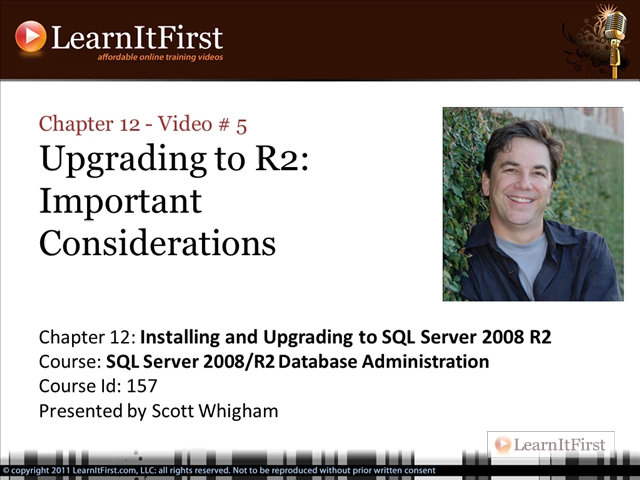 LearnItFirst
affordable online training videos
Chapter 12 - Video # 5
Upgrading to R2:
Important
Considerations
Chapter 12: Installing and Upgrading to SQL Server 2008 R2
Course: SQL Server 2008/R2 Database Administration
Course Id: 157
Presented by Scott Whigham
LearnItFirst
© copyright 2011 LearnItFirst.com, LLC: all rights reserved. Not to be reproduced without prior written consent